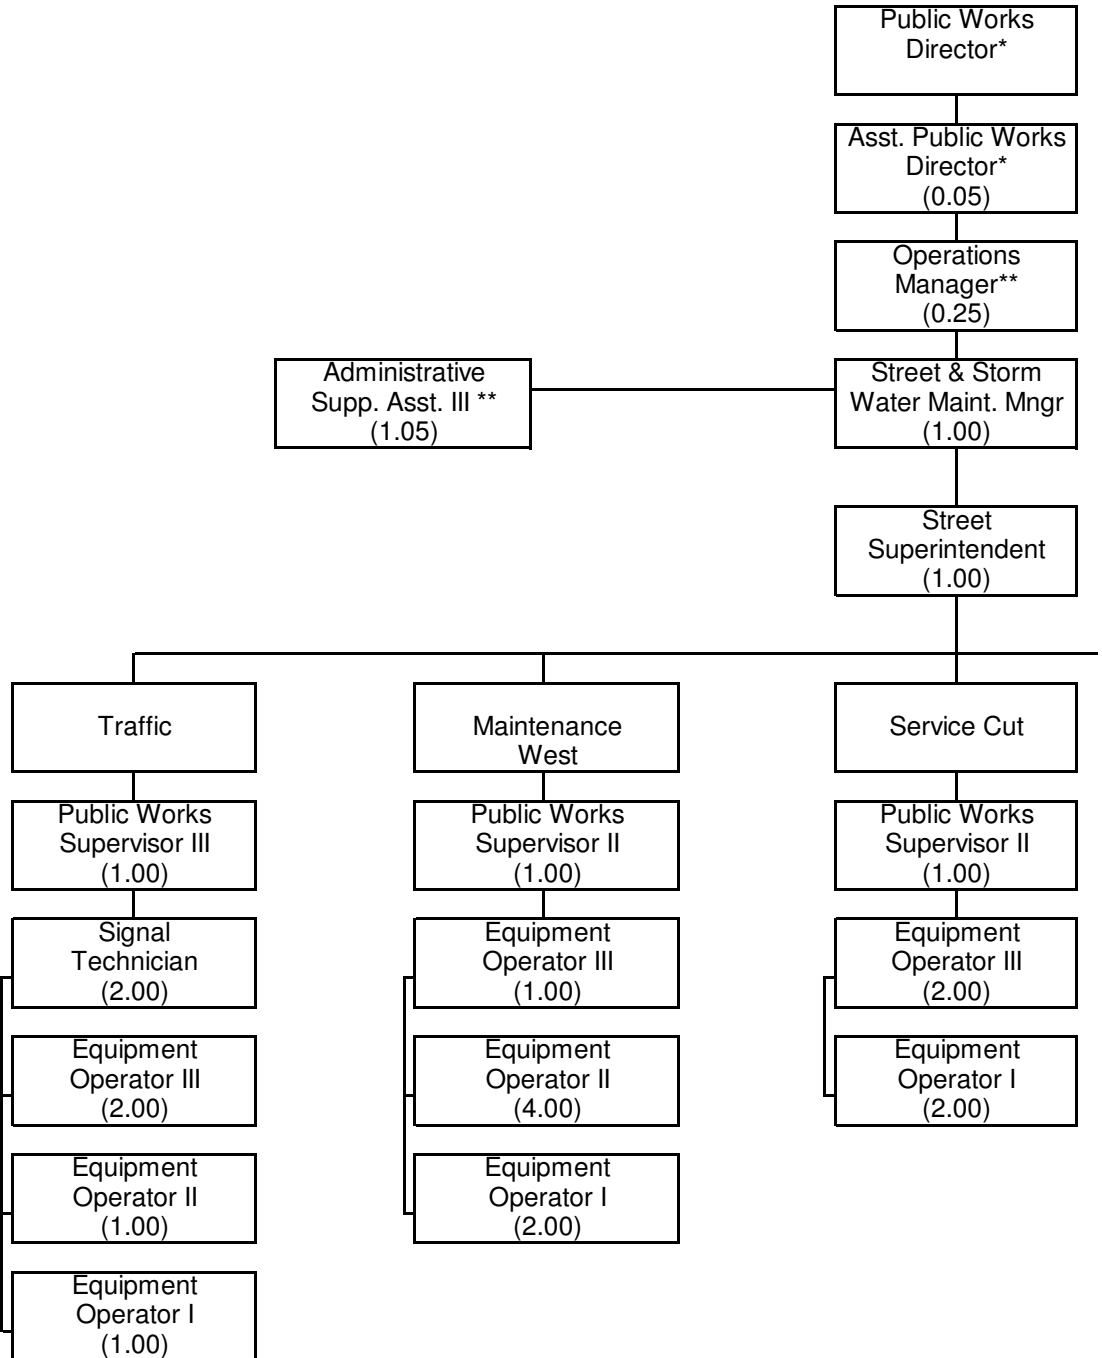 Public Works
Director*
Asst. Public Works
Director*
(0.05)
Operations
Manager**
(0.25)
Administrative
Supp. Asst. III **
(1.05)
Street & Storm
Water Maint. Mngr
(1.00)
Street
Superintendent
(1.00)
Traffic
Public Works
Supervisor III
(1.00)
Signal
Technician
(2.00)
Equipment
Operator III
(2.00)
Equipment
Operator II
(1.00)
Equipment
Operator I
(1.00)
Maintenance
West
Public Works
Supervisor II
(1.00)
Equipment
Operator III
(1.00)
Equipment
Operator II
(4.00)
Equipment
Operator I
(2.00)
Service Cut
Public Works
Supervisor II
(1.00)
Equipment
Operator III
(2.00)
Equipment
Operator I
(2.00)